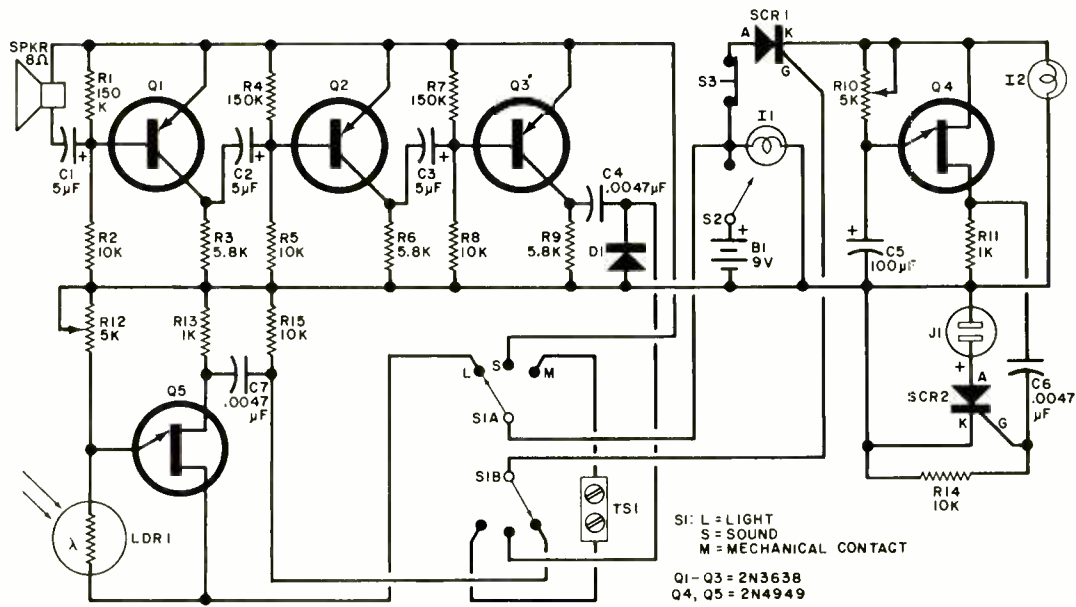 SPKR
8Ω
R1
150
K
C1
5µF
+
Q1
R2
10K
R3
5.8K
R4
150K
C2
5µF
+
Q2
R5
10K
R6
5.8K
R7
150K
C3
5µF
+
Q3
R8
10K
R9
5.8K
C4
.0047µF
D1
SCR1
A
K
G
S3
I1
S2
+
B1
9V
R10
5K
Q4
I2
+
C5
100µF
R11
1K
J1
+
A
SCR2
K
G
C6
.0047
µF
R14
10K
R12
5K
R13
1K
R15
10K
C7
.0047
µF
Q5
λ
LDR1
L
S
M
S1A
S1B
TS1
S1: L = LIGHT
S = SOUND
M = MECHANICAL CONTACT
Q1-Q3 = 2N3638
Q4, Q5 = 2N4949